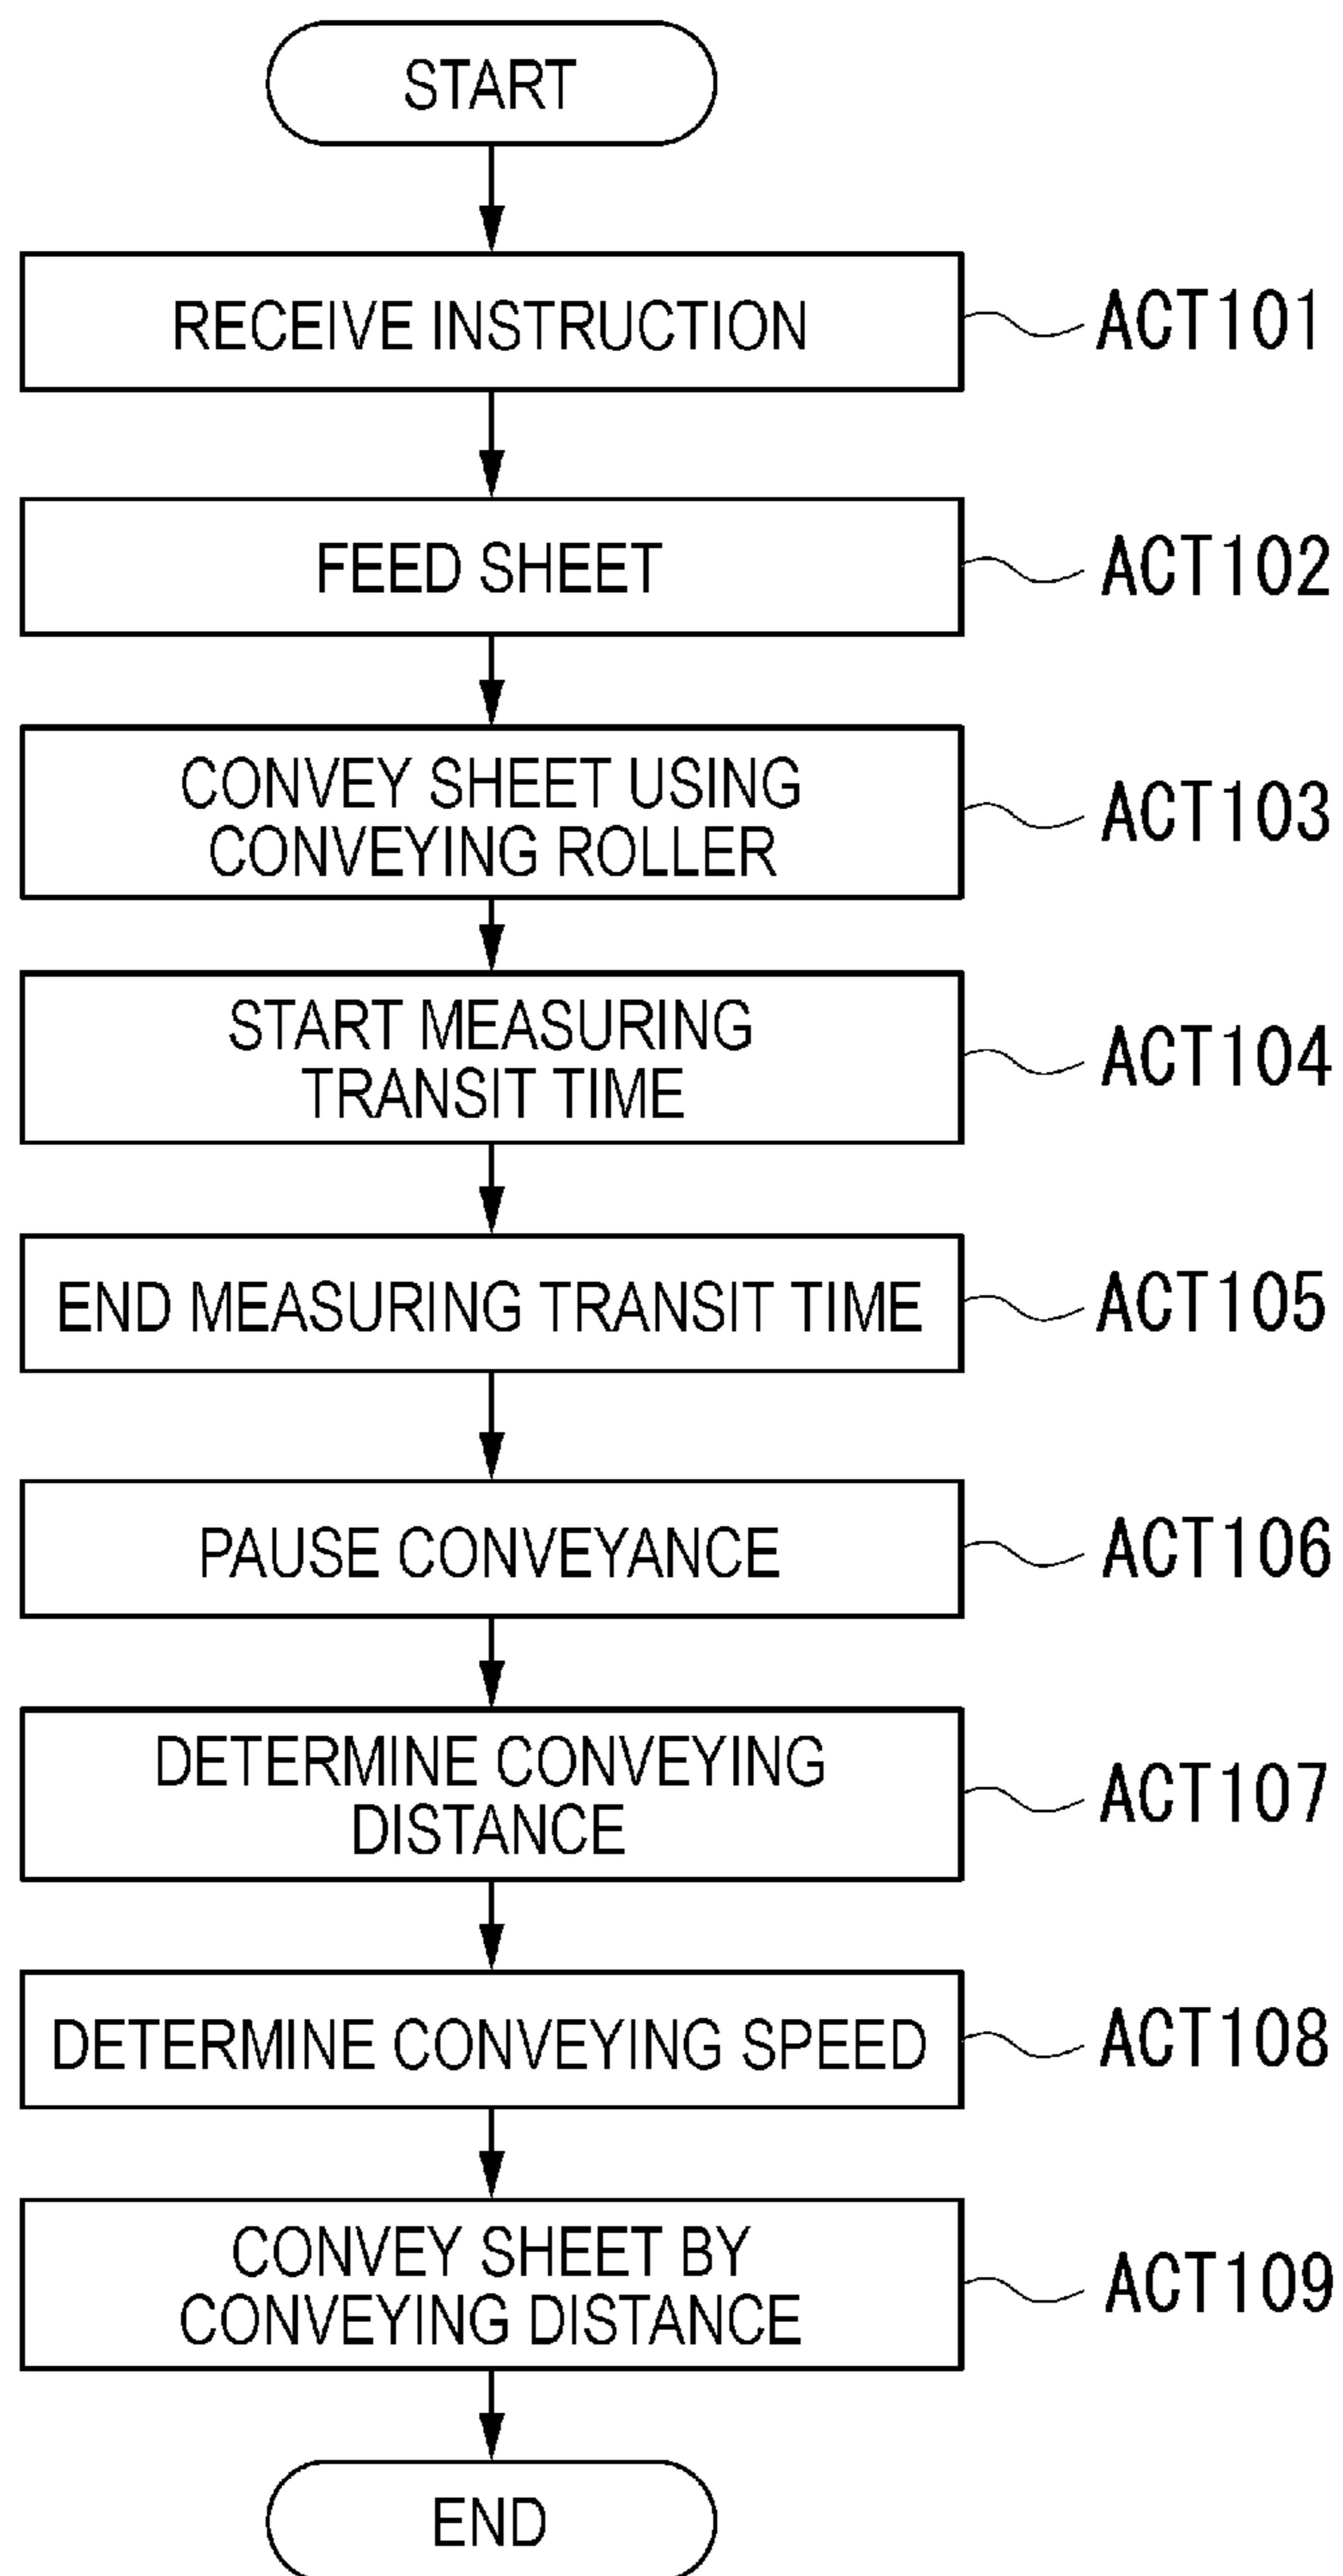 START
RECEIVE INSTRUCTION
ACT101
FEED SHEET
ACT102
CONVEY SHEET USING
CONVEYING ROLLER
ACT103
START MEASURING
TRANSIT TIME
ACT104
END MEASURING TRANSIT TIME
ACT105
PAUSE CONVEYANCE
ACT106
DETERMINE CONVEYING
DISTANCE
ACT107
DETERMINE CONVEYING SPEED
ACT108
CONVEY SHEET BY
CONVEYING DISTANCE
ACT109
END